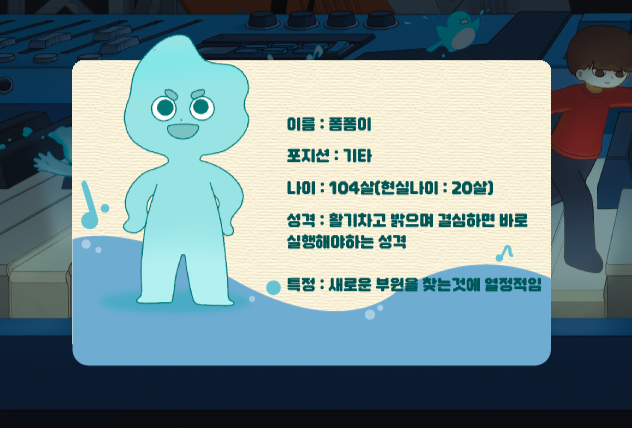 이름 : 퐁퐁이
포지션 : 기타
나이 : 104살(현실나이 : 20살)
성격 : 활기차고 밝으며 결심하면 바로
실행해야하는 성격
특정 : 새로운 부원을 찾는것에 열정적임